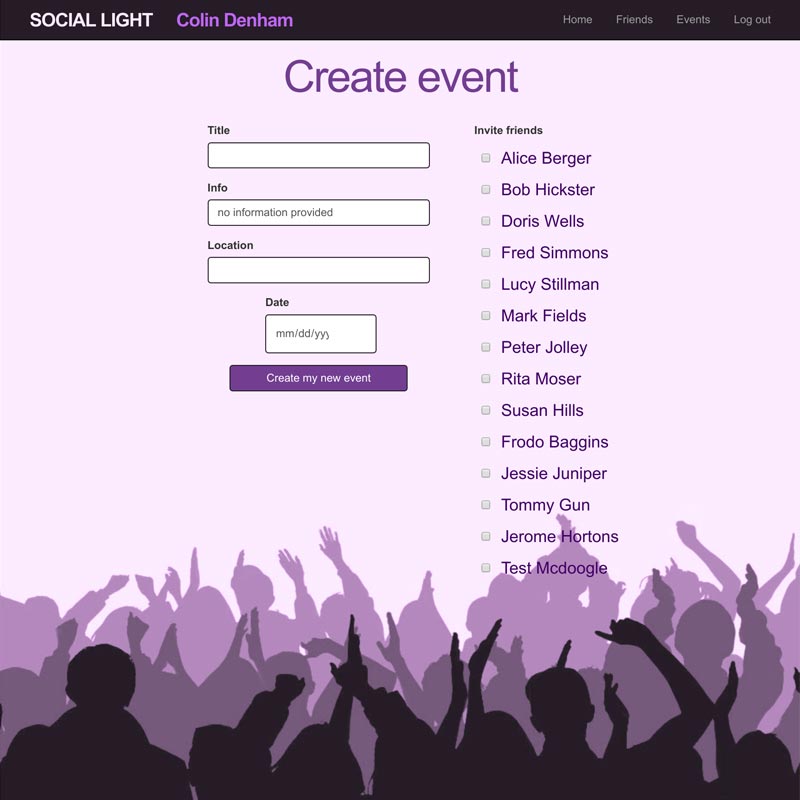 SOCIAL LIGHT Colin Denham Home Friends Events Log out
Create event
Title
Info
no information provided
Location
Date
mm/dd/yyy
Create my new event
Invite friends
Alice Berger
Bob Hickster
Doris Wells
Fred Simmons
Lucy Stillman
Mark Fields
Peter Jolley
Rita Moser
Susan Hills
Frodo Baggins
Jessie Juniper
Tommy Gun
Jerome Hortons
Test Mcdoogle